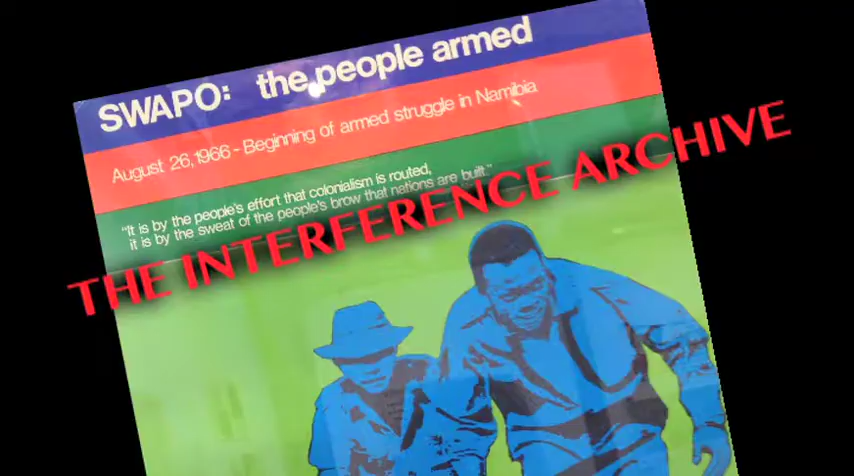 SWAPO: the people armed
August 26, 1966 - Beginning of armed struggle in Namibia
"It is by the people's effort that colonialism is routed,
it is by the sweat of the people's brow that nations are built."
THE INTERFERENCE ARCHIVE